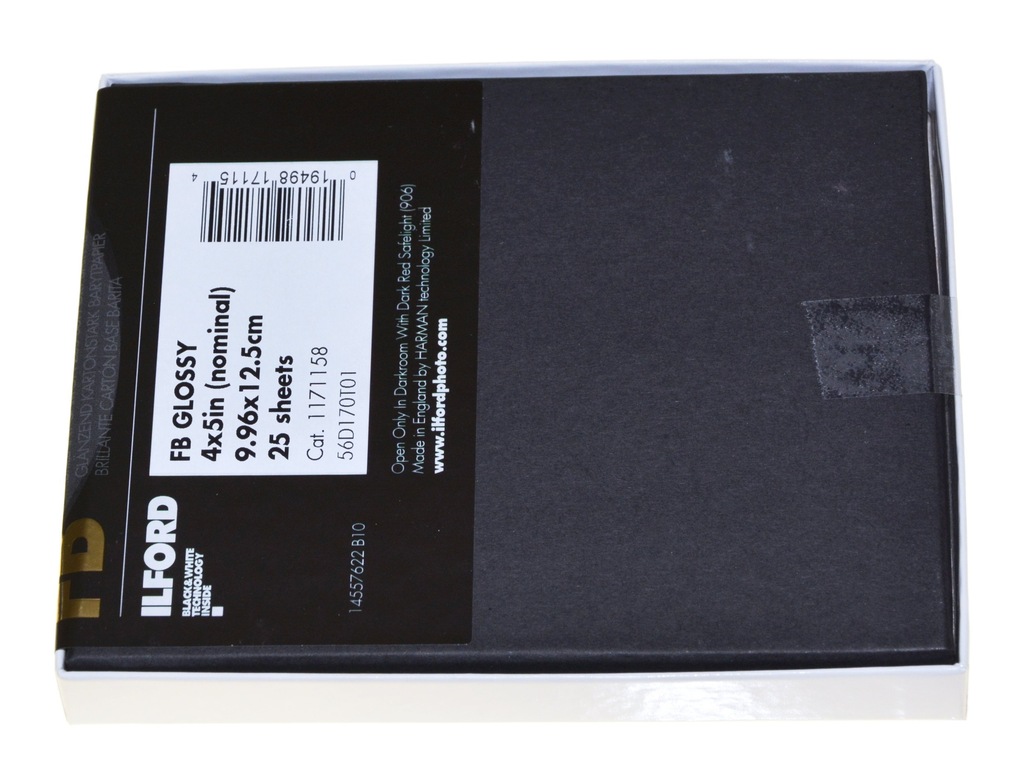 TD
GLANZEND KARTONSTARK BARYTPAPIER
BRILLANTE CARTON BASE BARITA
ILFORD
BLACK & WHITE
TECHNOLOGY
INSIDE
FB GLOSSY
4x5in (nominal)
9.96x12.5cm
25 sheets
Cat. 1171158
56D170T01
0 19498 17115 4
Open Only In Darkroom With Dark Red Safelight (906)
Made in England by HARMAN technology Limited
www.ilfordphoto.com
14557622 B10